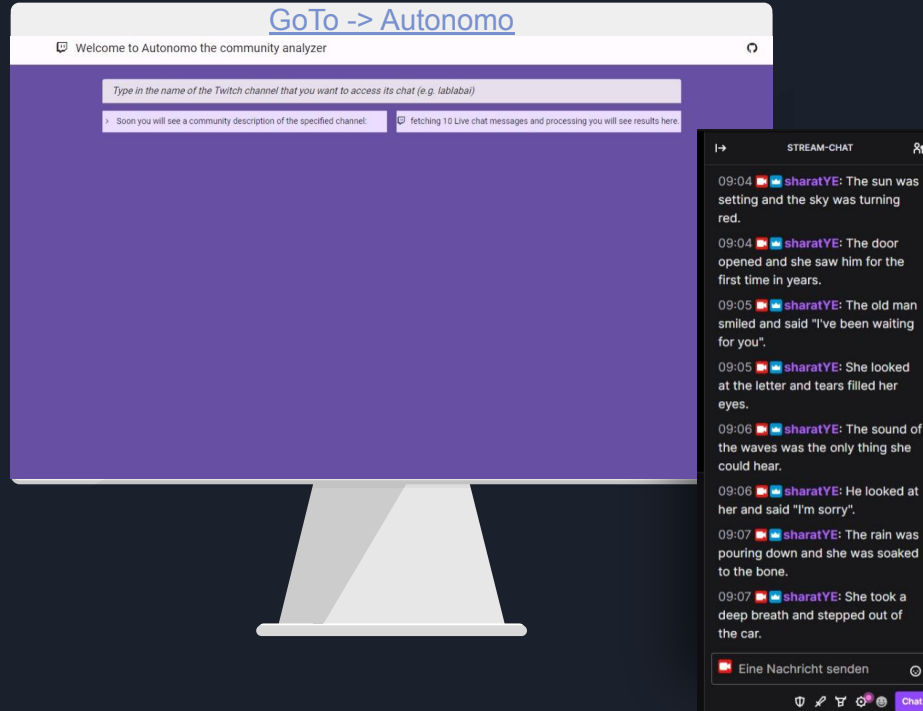 GoTo -> Autonomo
Welcome to Autonomo the community analyzer
Type in the name of the Twitch channel that you want to access its chat (e.g. lablabai)
> Soon you will see a community description of the specified channel:
fetching 10 Live chat messages and processing you will see results here.
STREAM-CHAT
09:04 sharatYE: The sun was
setting and the sky was turning
red.
09:04 sharatYE: The door
opened and she saw him for the
first time in years.
09:05 sharatYE: The old man
smiled and said "I've been waiting
for you".
09:05 sharatYE: She looked
at the letter and tears filled her
eyes.
09:06 sharatYE: The sound of
the waves was the only thing she
could hear.
09:06 sharatYE: He looked at
her and said "I'm sorry".
09:07 sharatYE: The rain was
pouring down and she was soaked
to the bone.
09:07 sharatYE: She took a
deep breath and stepped out of
the car.
Eine Nachricht senden
Chat